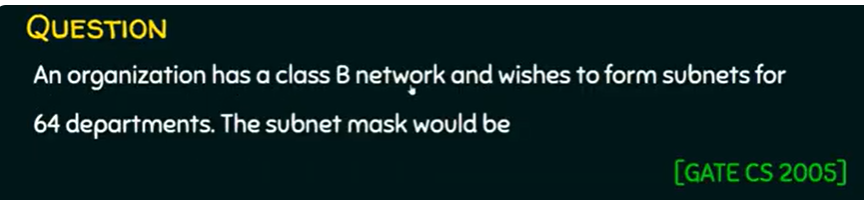 QUESTION
An organization has a class B network and wishes to form subnets for
64 departments. The subnet mask would be
[GATE CS 2005]